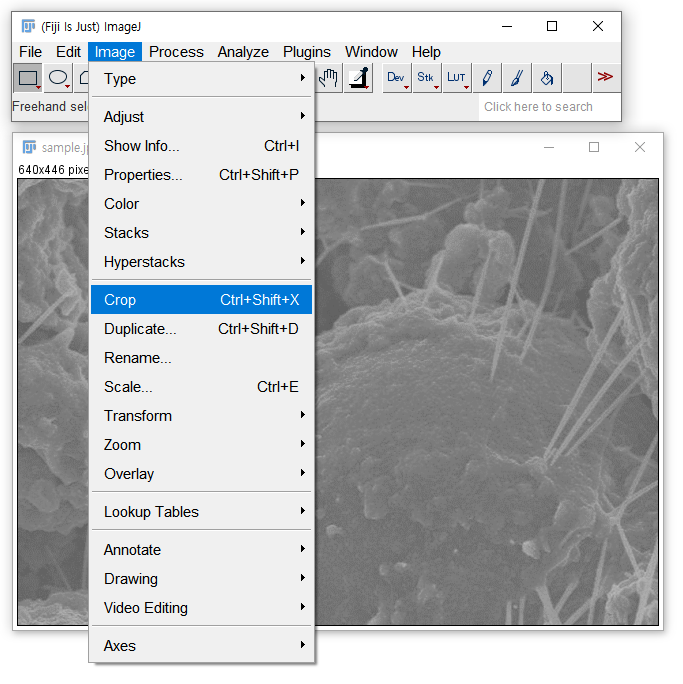 (Fiji Is Just) ImageJ
File Edit Image Process Analyze Plugins Window Help
Dev Stk LUT
Freehand sel
Click here to search
sample.j
640x446 pixe
Type
Adjust
Show Info... Ctrl+I
Properties... Ctrl+Shift+P
Color
Stacks
Hyperstacks
Crop Ctrl+Shift+X
Duplicate... Ctrl+Shift+D
Rename...
Scale... Ctrl+E
Transform
Zoom
Overlay
Lookup Tables
Annotate
Drawing
Video Editing
Axes